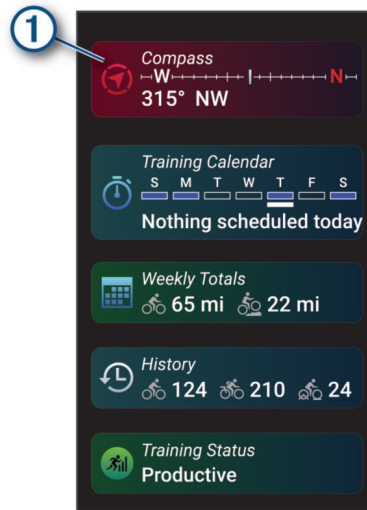 1
Compass
W N
315° NW
Training Calendar
S M T W T F S
Nothing scheduled today
Weekly Totals
65 mi 22 mi
History
124 210 24
Training Status
Productive